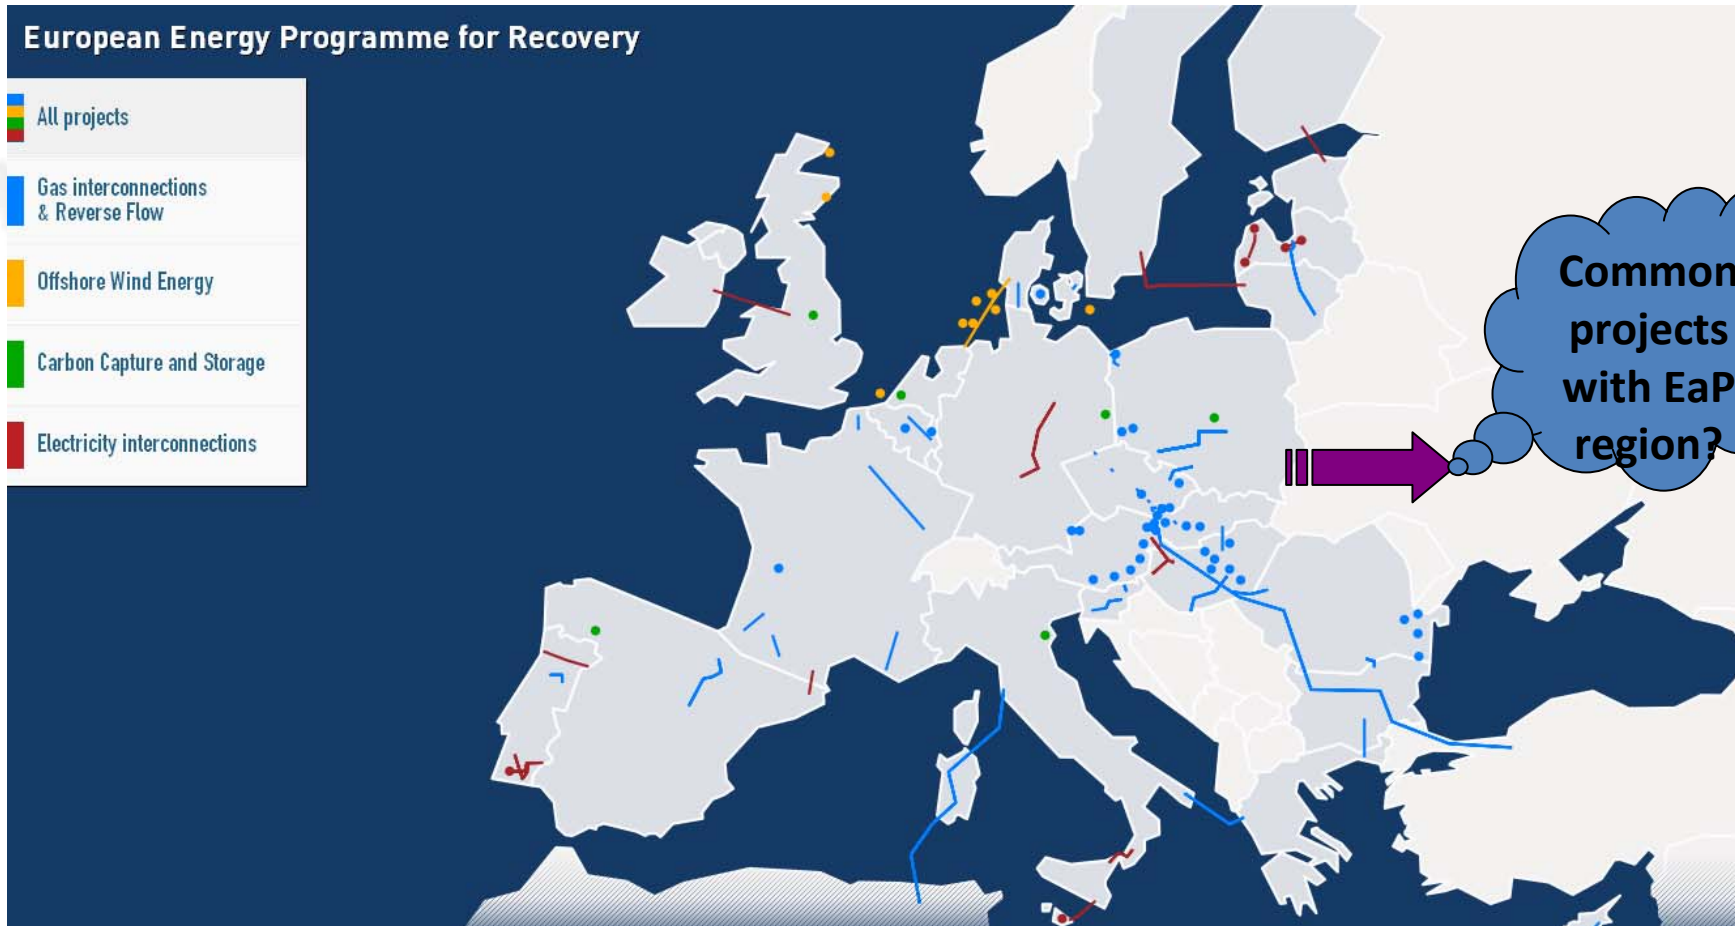 European Energy Programme for Recovery
All projects
Gas interconnections
& Reverse Flow
Offshore Wind Energy
Carbon Capture and Storage
Electricity interconnections
Common
projects
with EaP
region?